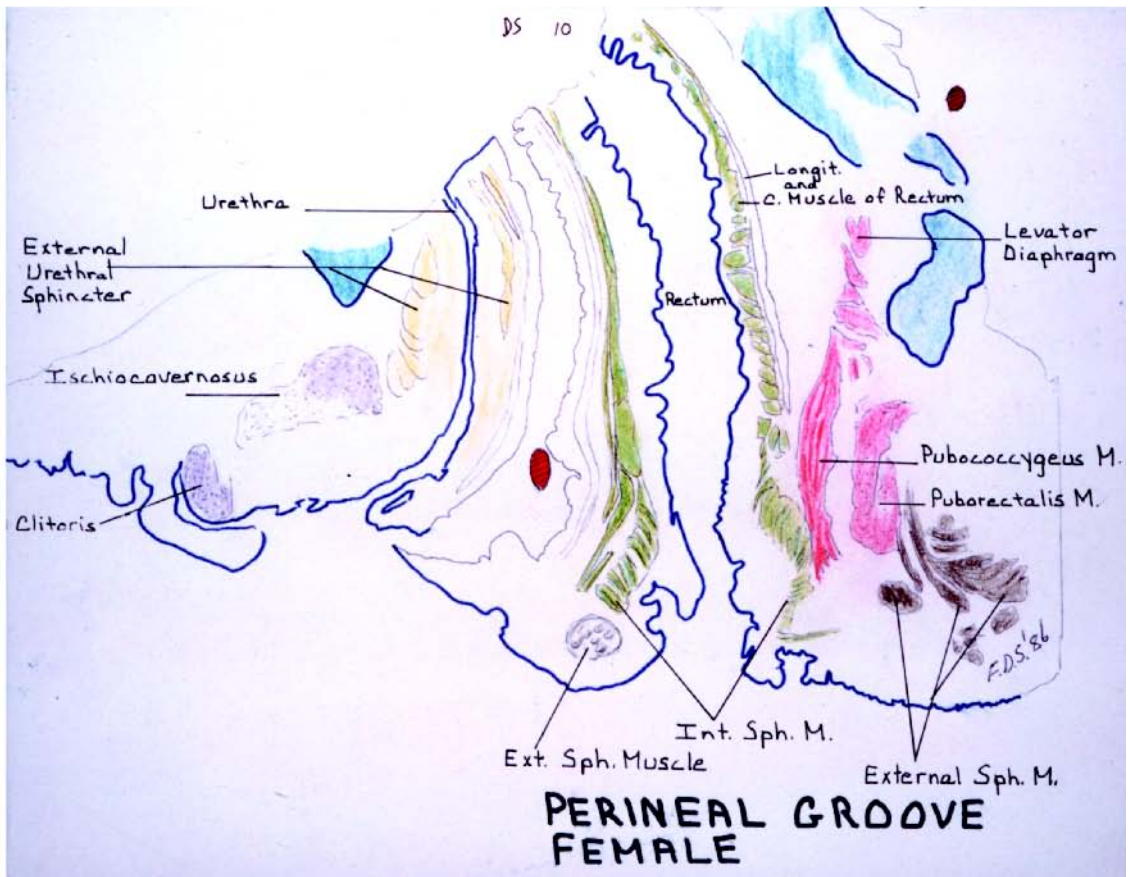 DS 10
Urethra
External
Urethral
Sphincter
Ischiocavernosus
Clitoris
Longit.
and
C. Muscle of Rectum
Rectum
Levator
Diaphragm
Pubococcygeus M.
Puborectalis M.
F.D.S.'86
Int. Sph. M.
Ext. Sph. Muscle
External Sph. M.
PERINEAL GROOVE
FEMALE